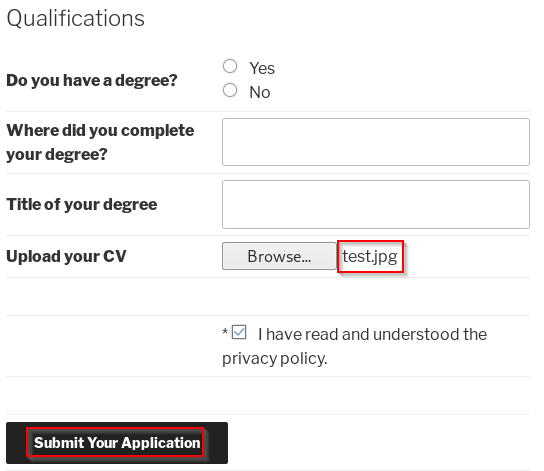 Qualifications
Do you have a degree?
Yes
No
Where did you complete
your degree?
Title of your degree
Upload your CV
Browse... test.jpg
* I have read and understood the
privacy policy.
Submit Your Application